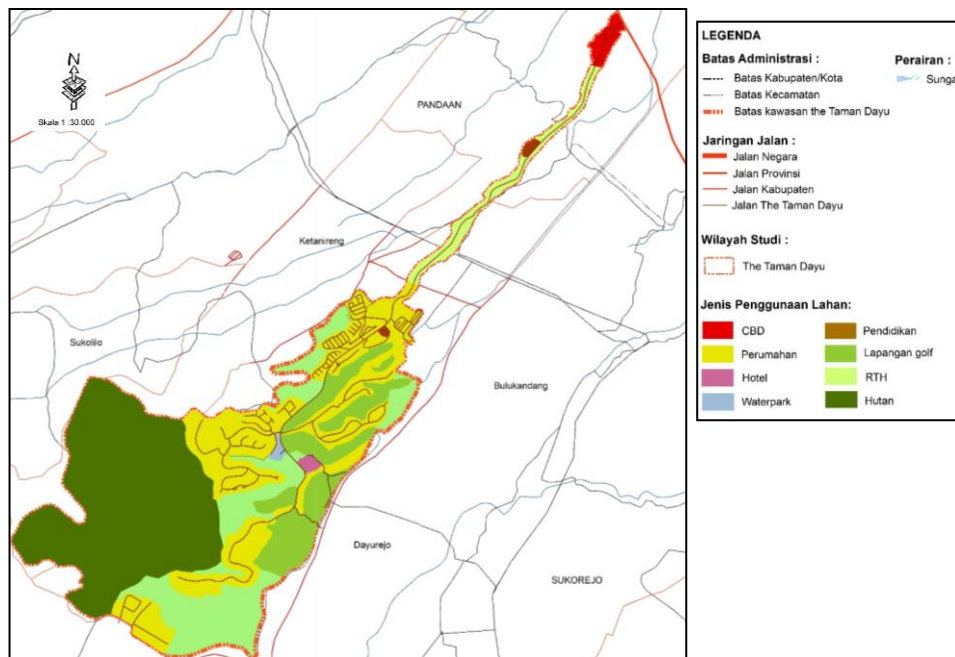 N
Skala 1 :30.000
PANDAAN
Ketanireng
Sukolilo
Bulukandang
Dayurejo
SUKOREJO
LEGENDA
Batas Administrasi :
Batas Kabupaten/Kota
Batas Kecamatan
Batas kawasan the Taman Dayu
Perairan :
Sunga
Jaringan Jalan :
Jalan Negara
Jalan Provinsi
Jalan Kabupaten
Jalan The Taman Dayu
Wilayah Studi :
The Taman Dayu
Jenis Penggunaan Lahan:
CBD
Perumahan
Hotel
Waterpark
Pendidikan
Lapangan golf
RTH
Hutan